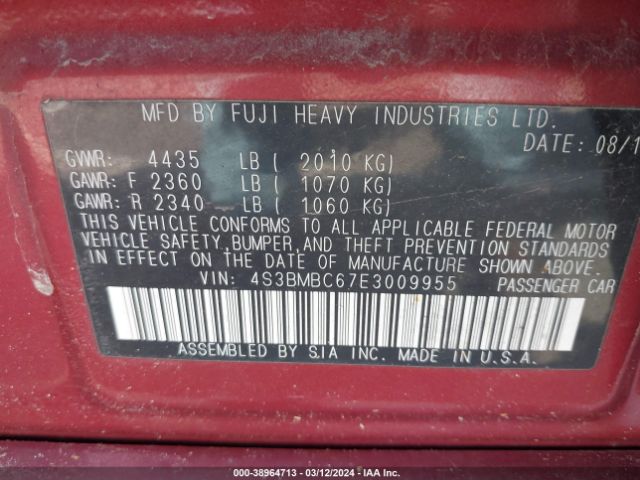 MFD BY FUJI HEAVY INDUSTRIES LTD.
DATE: 08/1
GVWR: 4435 LB ( 2010 KG)
GAWR: F 2360 LB ( 1070 KG)
GAWR: R 2340 LB ( 1060 KG)
THIS VEHICLE CONFORMS TO ALL APPLICABLE FEDERAL MOTOR
VEHICLE SAFETY, BUMPER, AND THEFT PREVENTION STANDARDS
IN EFFECT ON THE DATE OF MANUFACTURE SHOWN ABOVE.
VIN: 4S3BMBC67E3009955 PASSENGER CAR
ASSEMBLED BY SIA INC. MADE IN U.S.A.
000-38964713 - 03/12/2024 - IAA Inc.